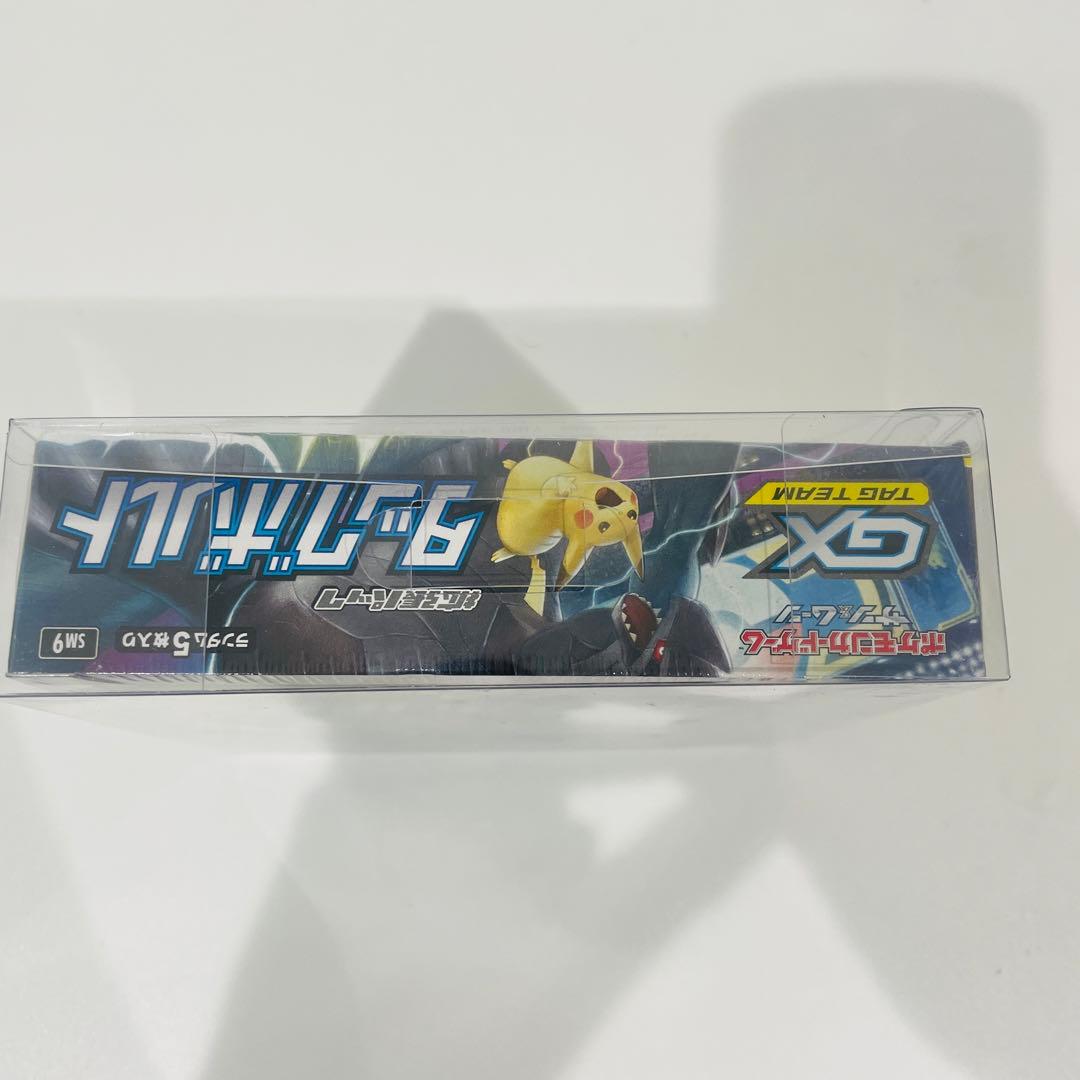 ポケモンカードゲーム
サン&ムーン
GX
TAG TEAM
拡張パック
タッグボルト
ランダム5枚入り
SM9